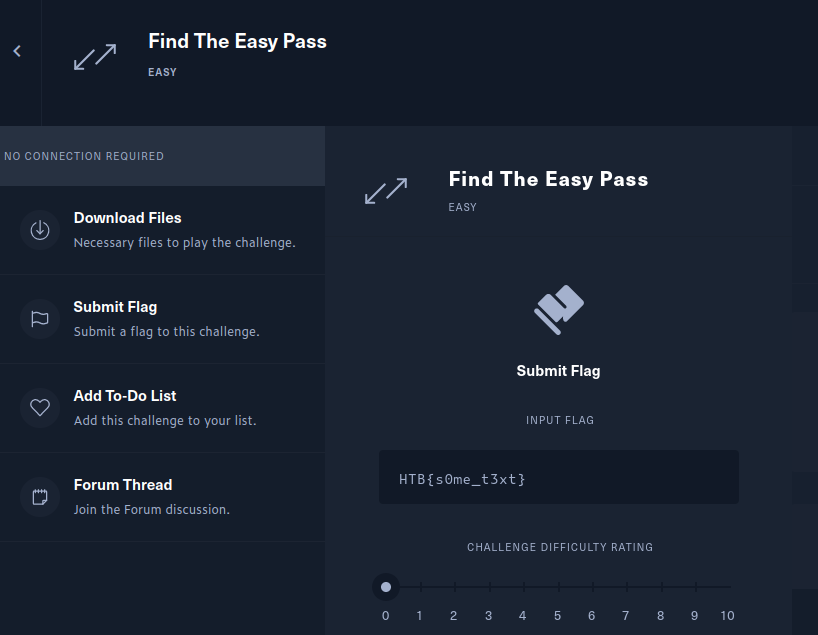 Find The Easy Pass
EASY
NO CONNECTION REQUIRED
Download Files
Necessary files to play the challenge.
Submit Flag
Submit a flag to this challenge.
Add To-Do List
Add this challenge to your list.
Forum Thread
Join the Forum discussion.
Find The Easy Pass
EASY
Submit Flag
INPUT FLAG
HTB{s0me_t3xt}
CHALLENGE DIFFICULTY RATING
0 1 2 3 4 5 6 7 8 9 10